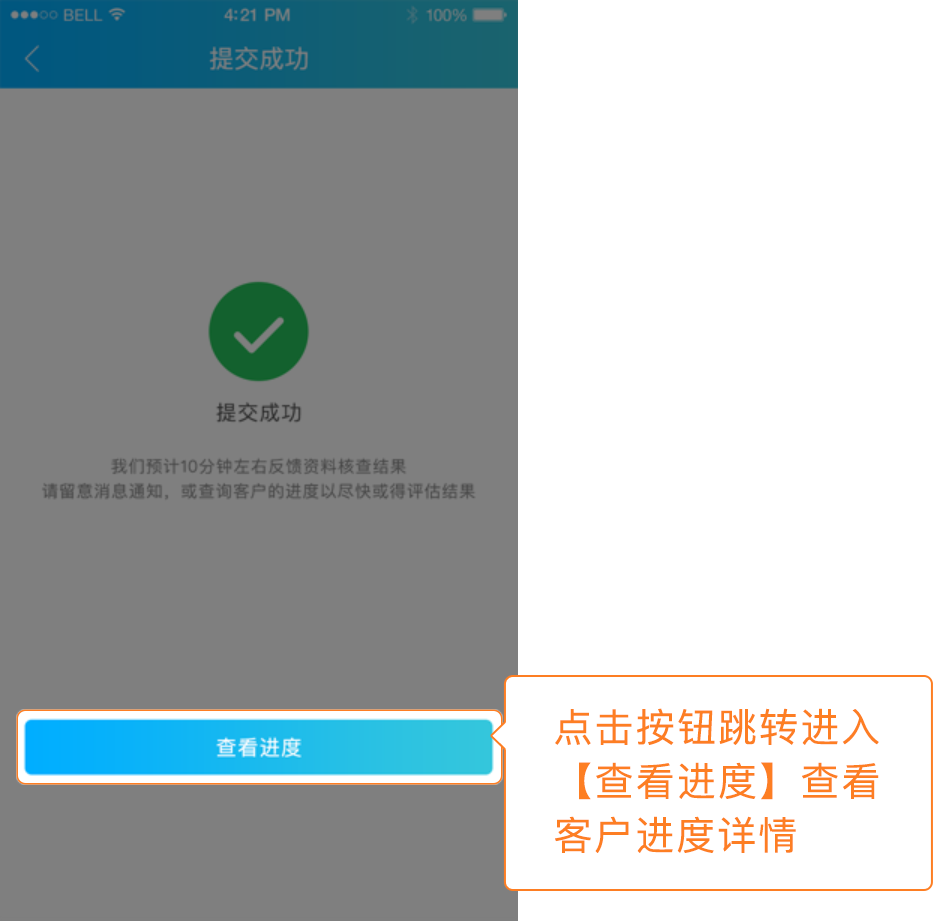 BELL 4:21 PM 100%
提交成功
提交成功
我们预计10分钟左右反馈资料核查结果
请留意消息通知，或查询客户的进度以尽快或得评估结果
查看进度
点击按钮跳转进入
【查看进度】查看
客户进度详情